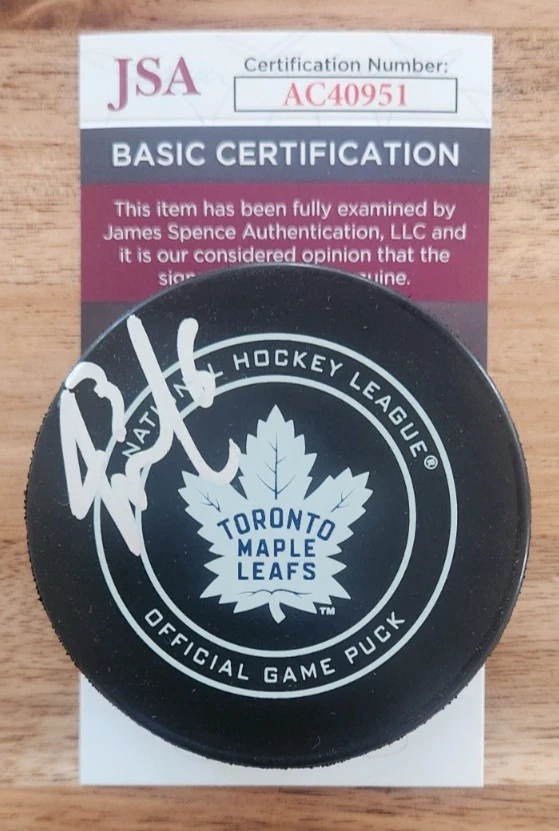 JSA
Certification Number:
AC40951
BASIC CERTIFICATION
This item has been fully examined by
James Spence Authentication, LLC and
it is our considered opinion that the
NATIONAL HOCKEY LEAGUE®
TORONTO
MAPLE
LEAFS™
OFFICIAL GAME PUCK